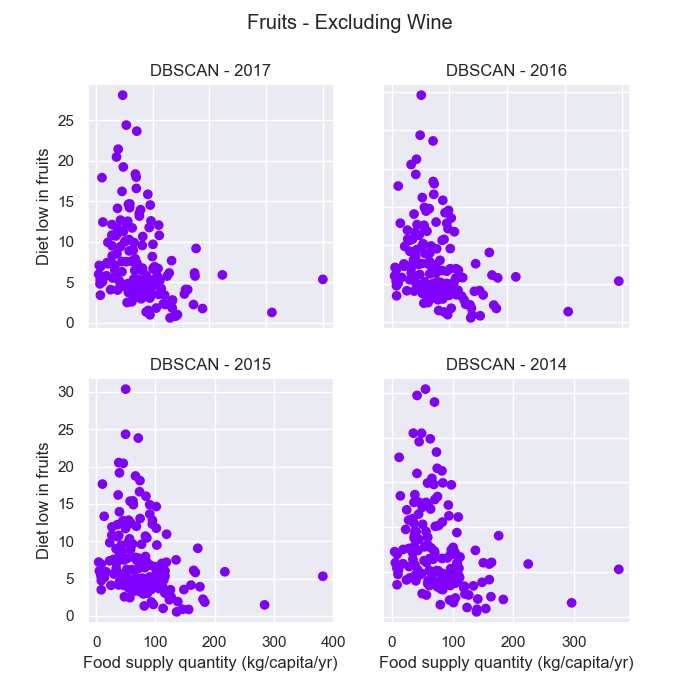 Fruits - Excluding Wine
DBSCAN - 2017
DBSCAN - 2016
Diet low in fruits
25
20
15
10
5
0
DBSCAN - 2015
DBSCAN - 2014
Diet low in fruits
30
25
20
15
10
5
0
0 100 200 300 400
0 100 200 300
Food supply quantity (kg/capita/yr)
Food supply quantity (kg/capita/yr)